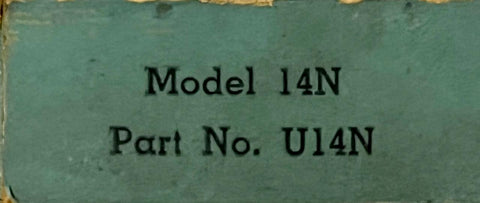 Model 14N
Part No. U14N